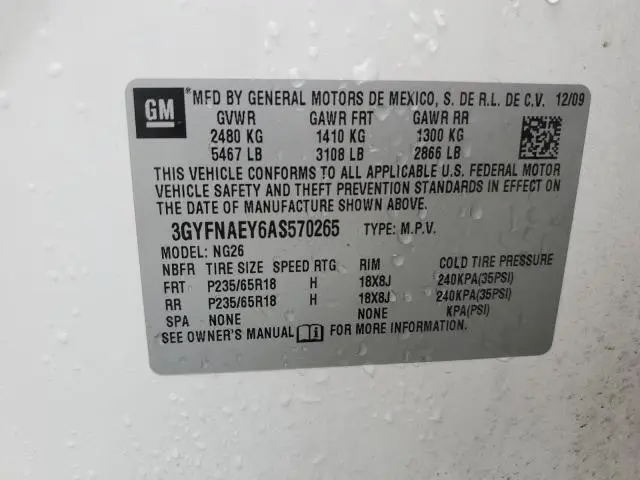 GM MFD BY GENERAL MOTORS DE MEXICO, S. DE R.L. DE C.V. 12/09
GVWR GAWR FRT GAWR RR
2480 KG 1410 KG 1300 KG
5467 LB 3108 LB 2866 LB
THIS VEHICLE CONFORMS TO ALL APPLICABLE U.S. FEDERAL MOTOR
VEHICLE SAFETY AND THEFT PREVENTION STANDARDS IN EFFECT ON
THE DATE OF MANUFACTURE SHOWN ABOVE.
3GYFNAEY6AS570265 TYPE: M.P.V.
MODEL: NG26
NBFR TIRE SIZE SPEED RTG RIM COLD TIRE PRESSURE
FRT P235/65R18 H 18X8J 240KPA(35PSI)
RR P235/65R18 H 18X8J 240KPA(35PSI)
SPA NONE NONE KPA(PSI)
SEE OWNER'S MANUAL FOR MORE INFORMATION.